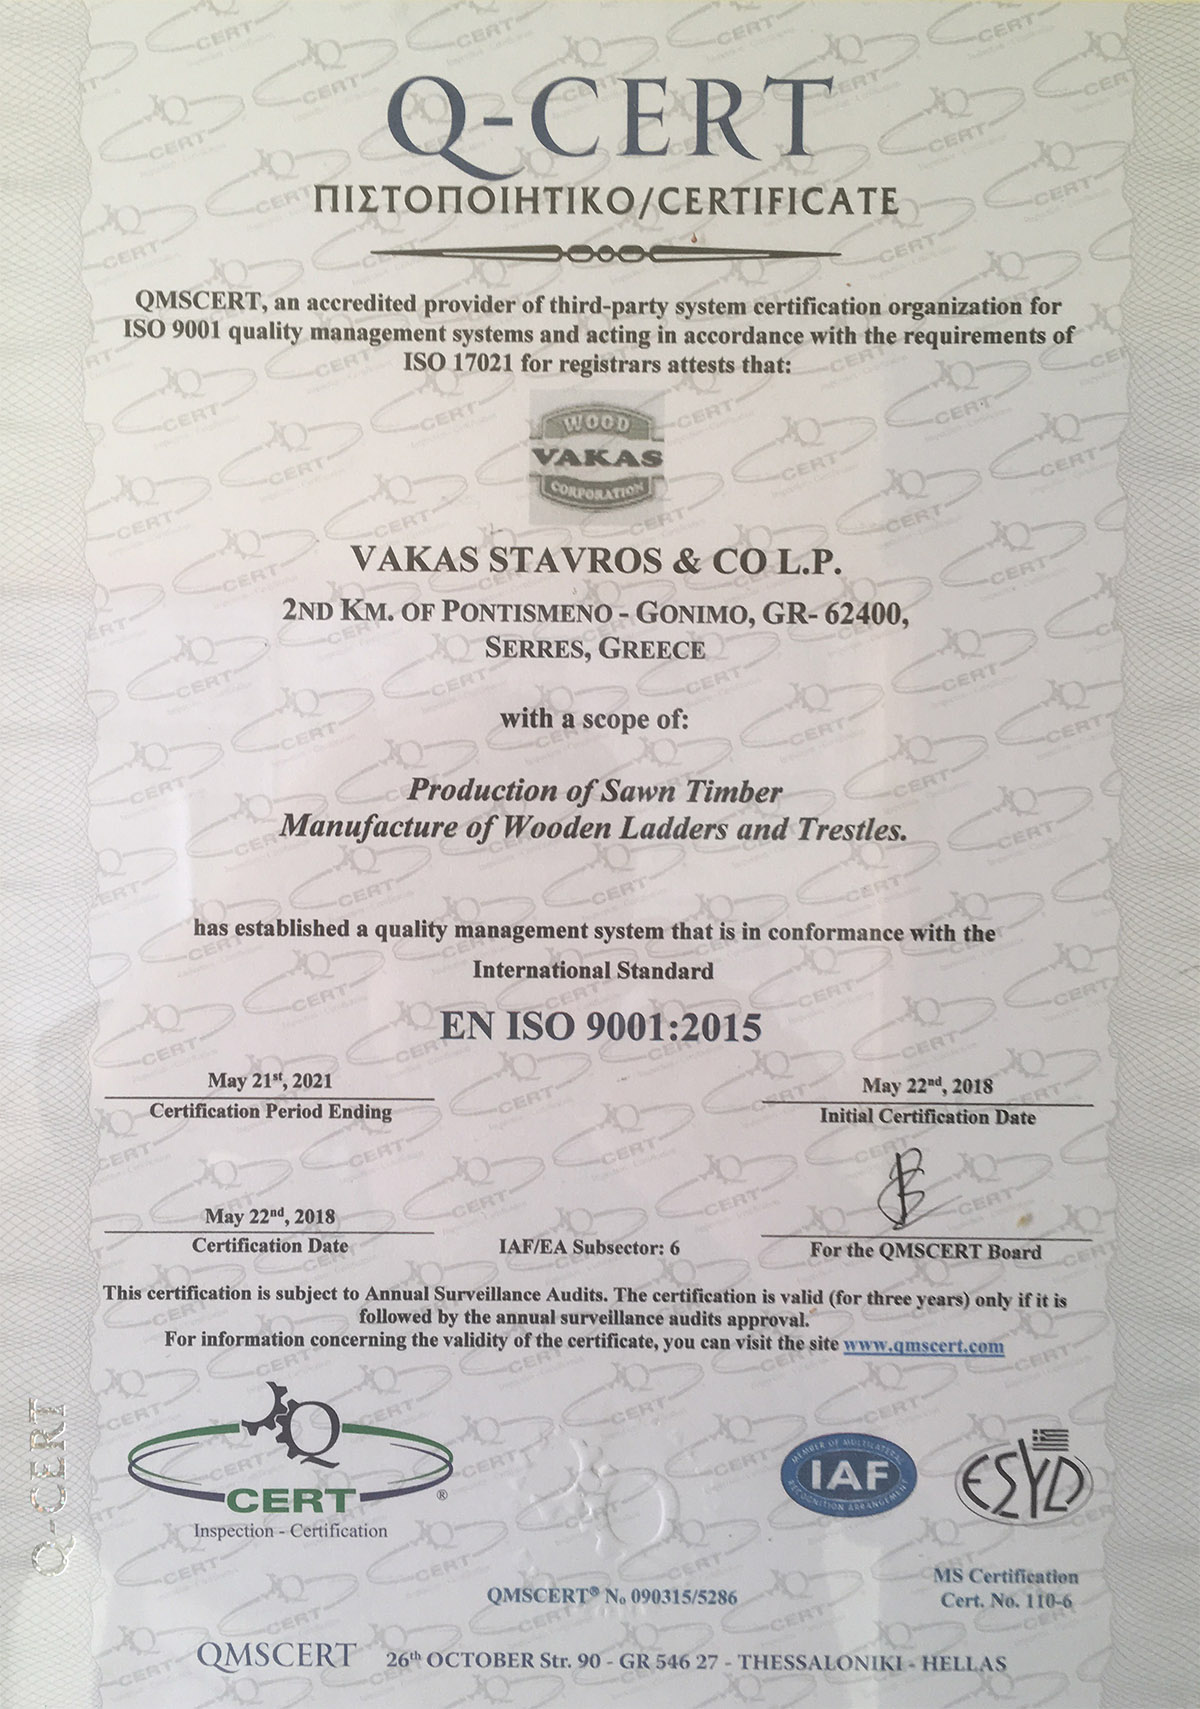 Q-CERT
ΠΙΣΤΟΠΟΙΗΤΙΚΟ/CERTIFICATE
QMSCERT, an accredited provider of third-party system certification organization for
ISO 9001 quality management systems and acting in accordance with the requirements of
ISO 17021 for registrars attests that:
WOOD
VAKAS
CORPORATION
VAKAS STAVROS & CO L.P.
2ND KM. OF PONTISMENO - GONIMO, GR- 62400,
SERRES, GREECE
with a scope of:
Production of Sawn Timber
Manufacture of Wooden Ladders and Trestles.
has established a quality management system that is in conformance with the
International Standard
EN ISO 9001:2015
May 21st, 2021
Certification Period Ending
May 22nd, 2018
Initial Certification Date
May 22nd, 2018
Certification Date
IAF/EA Subsector: 6
For the QMSCERT Board
This certification is subject to Annual Surveillance Audits. The certification is valid (for three years) only if it is
followed by the annual surveillance audits approval.
For information concerning the validity of the certificate, you can visit the site www.qmscert.com
Q-CERT
Q
CERT ®
Inspection - Certification
MEMBER OF MULTILATERAL
IAF
RECOGNITION ARRANGEMENT
ESYD
MS Certification
Cert. No. 110-6
QMSCERT® No 090315/5286
QMSCERT 26th OCTOBER Str. 90 - GR 546 27 - THESSALONIKI - HELLAS